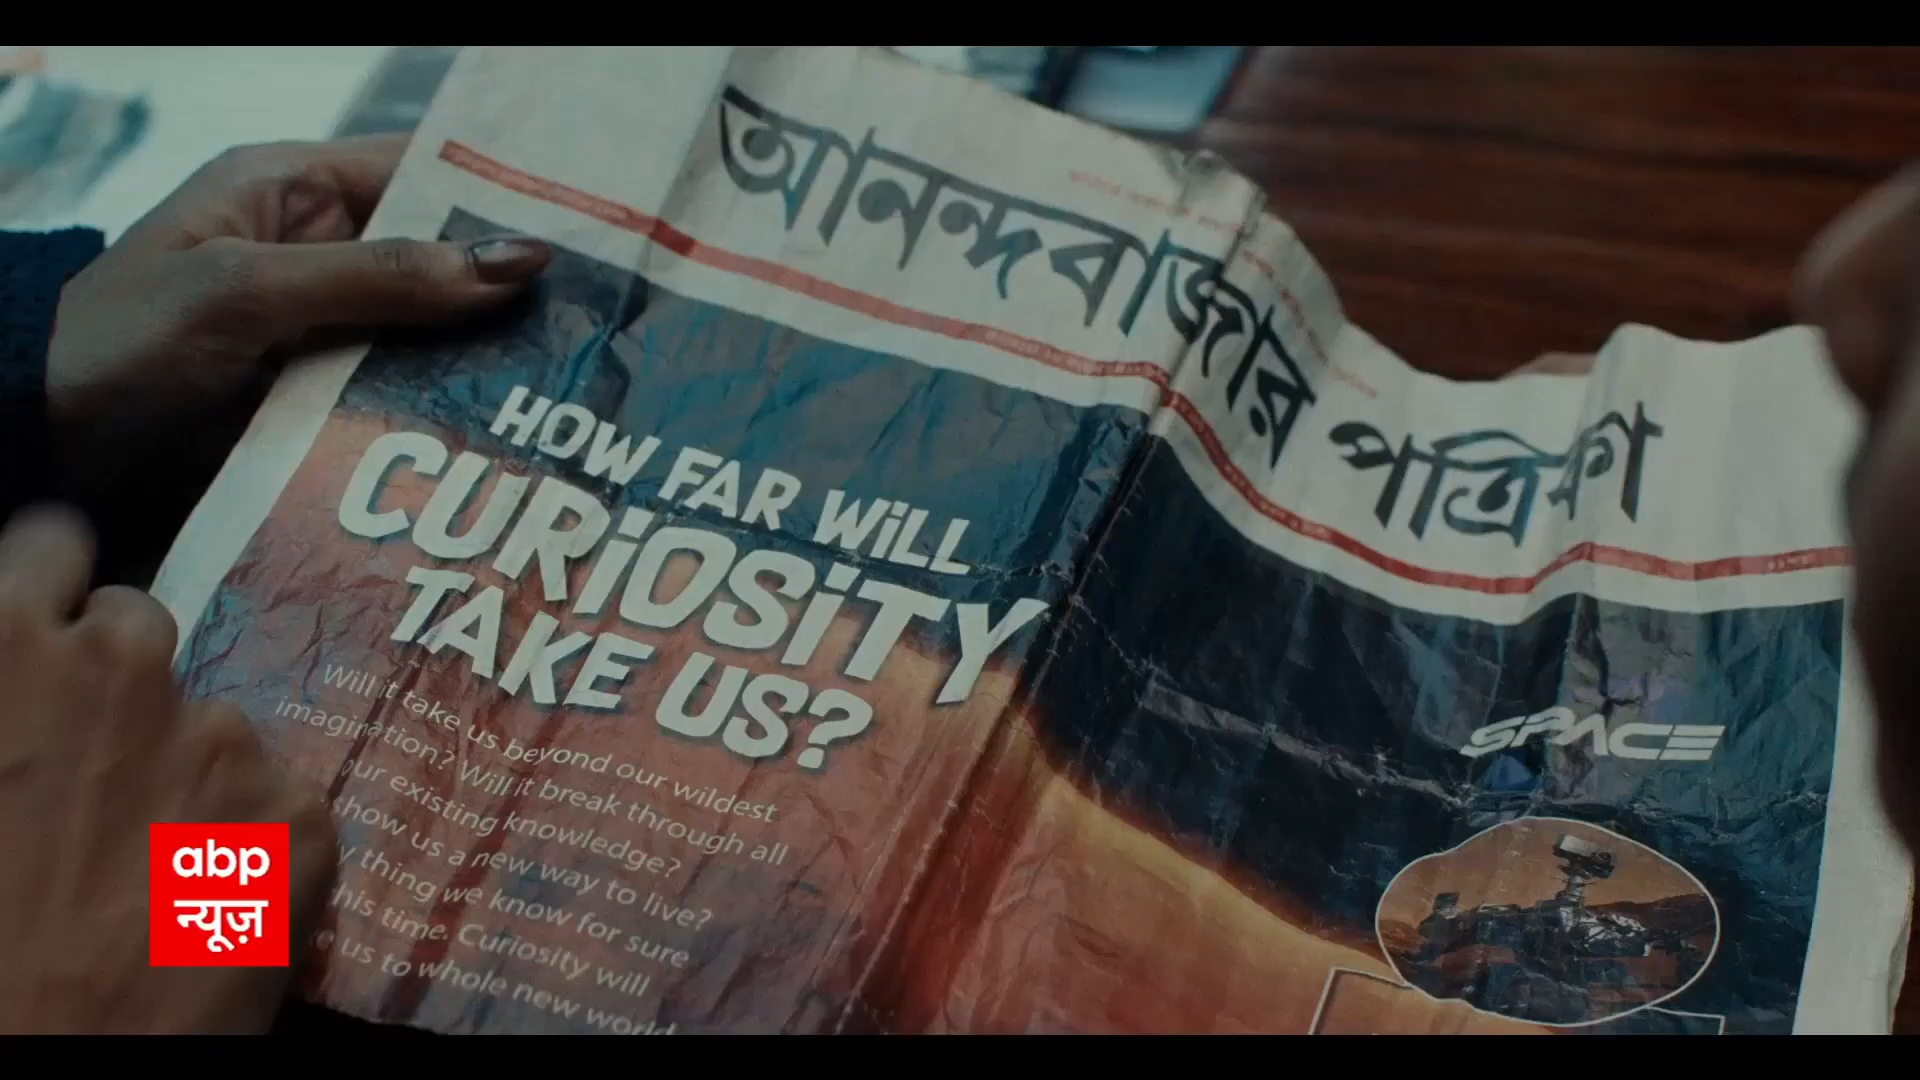 আনন্দবাজার পত্রিকা
HOW FAR WiLL
CURiOSiTY
TAKE US?
Will it take us beyond our wildest
imagination? Will it break through all
our existing knowledge?
show us a new way to live?
thing we know for sure
this time. Curiosity will
us to whole new world
SPACE
abp
न्यूज़